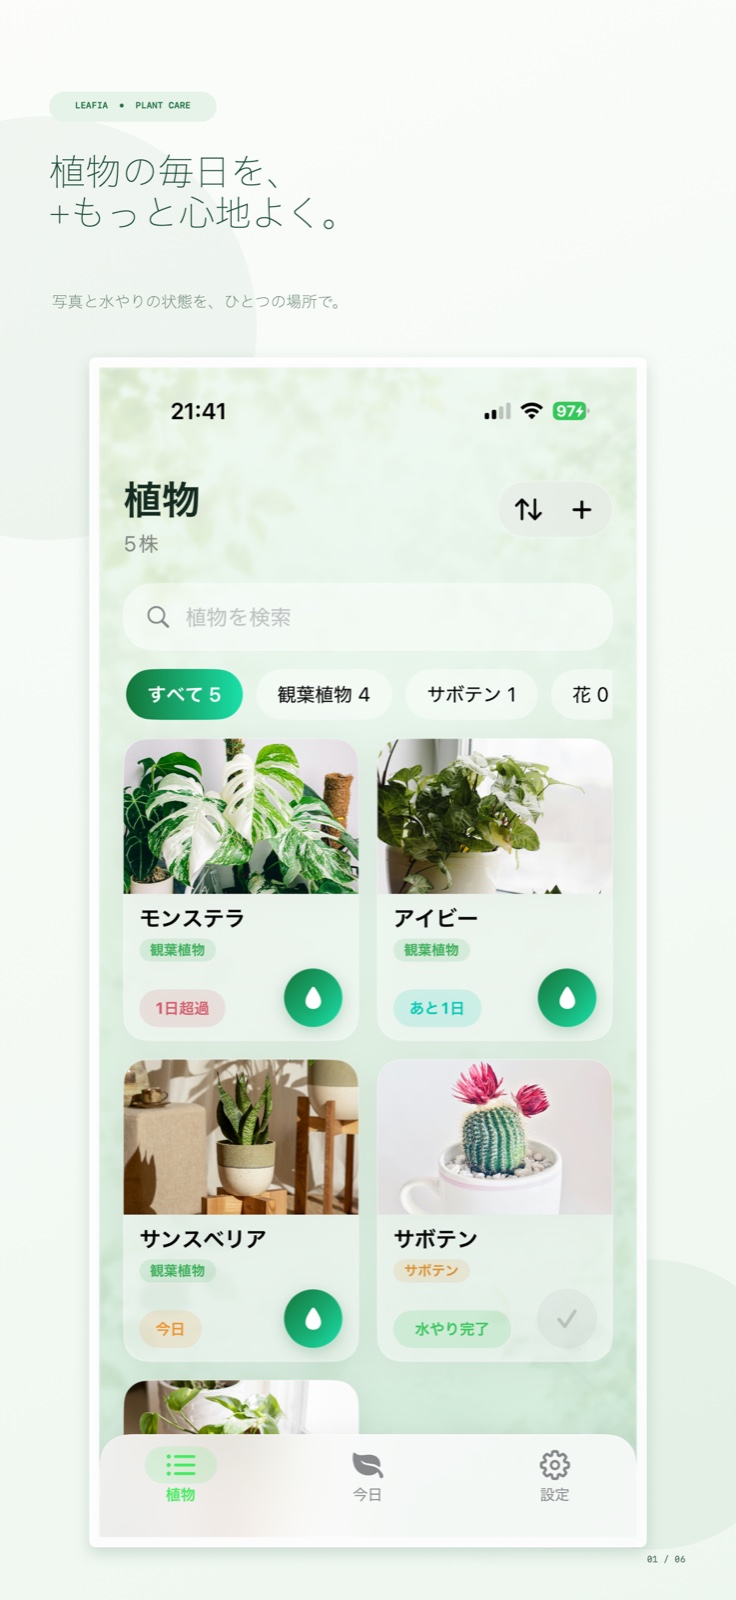 LEAFIA ● PLANT CARE
植物の毎日を、
+もっと心地よく。
写真と水やりの状態を、ひとつの場所で。
21:41
97
植物
5株
植物を検索
すべて 5 観葉植物 4 サボテン 1 花 0
モンステラ アイビー
観葉植物 観葉植物
1日超過 あと1日
サンスベリア サボテン
観葉植物 サボテン
今日 水やり完了
植物 今日 設定
01 / 06